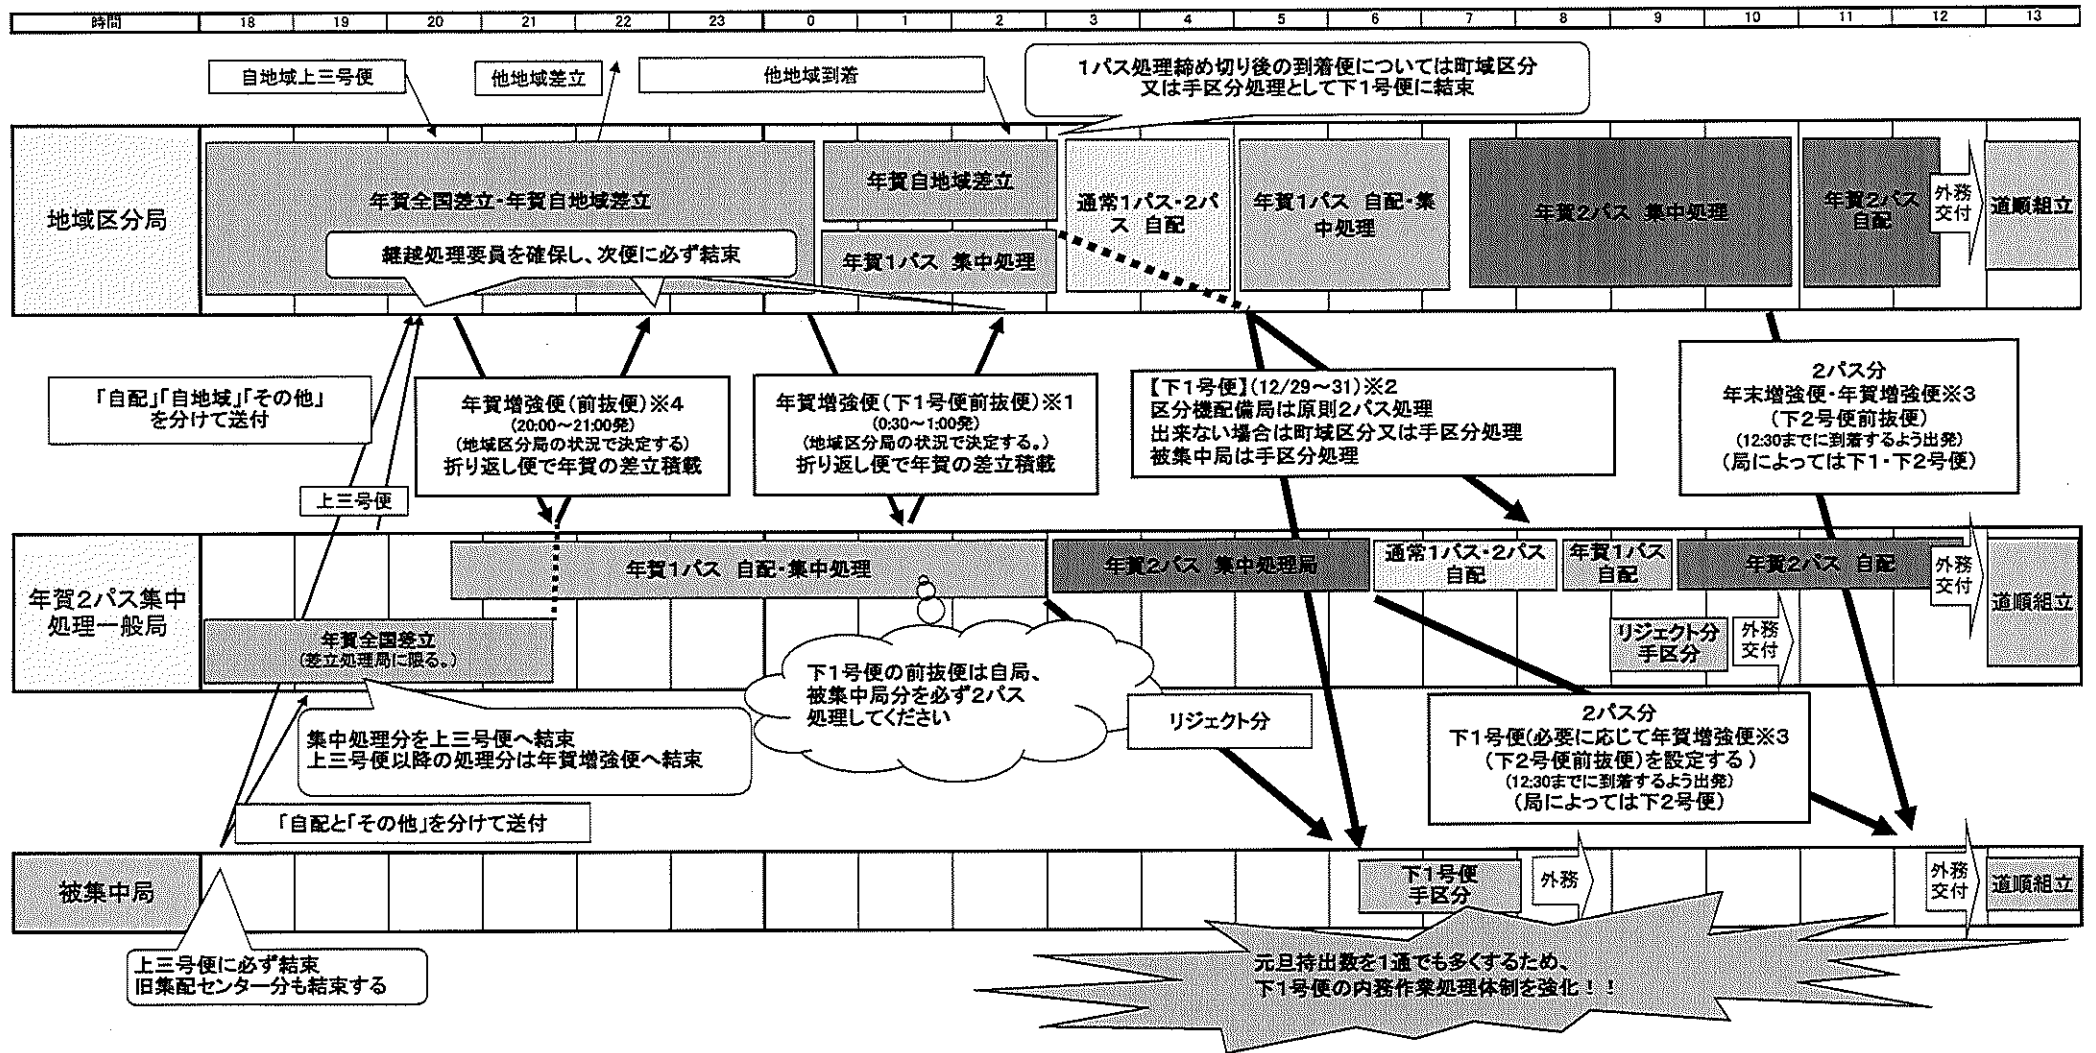 時間 18 19 20 21 22 23 0 1 2 3 4 5 6 7 8 9 10 11 12 13
自地域上三号便
他地域差立
他地域到着
1パス処理締め切り後の到着便については町域区分
又は手区分処理として下1号便に結束
地域区分局
年賀全国差立・年賀自地域差立
年賀自地域差立
年賀1パス 集中処理
通常1パス・2パ
ス 自配
年賀1パス 自配・集
中処理
年賀2パス 集中処理
年賀2パス
自配
外務
交付
道順組立
継越処理要員を確保し、次便に必ず結束
「自配」「自地域」「その他」
を分けて送付
年賀増強便(前抜便)※4
(20:00～21:00発)
(地域区分局の状況で決定する)
折り返し便で年賀の差立積載
年賀増強便(下1号便前抜便)※1
(0:30～1:00発)
(地域区分局の状況で決定する。)
折り返し便で年賀の差立積載
【下1号便】(12/29～31)※2
区分機配備局は原則2パス処理
出来ない場合は町域区分又は手区分処理
被集中局は手区分処理
2パス分
年末増強便・年賀増強便※3
(下2号便前抜便)
(12:30までに到着するよう出発)
(局によっては下1・下2号便)
上三号便
年賀2パス集中
処理一般局
年賀1パス 自配・集中処理
年賀2パス 集中処理局
通常1パス・2パス
自配
年賀1パス
自配
年賀2パス 自配
外務
交付
道順組立
年賀全国差立
(差立処理局に限る。)
リジェクト分
手区分
外務
交付
下1号便の前抜便は自局、
被集中局分を必ず2パス
処理してください
リジェクト分
集中処理分を上三号便へ結束
上三号便以降の処理分は年賀増強便へ結束
2パス分
下1号便(必要に応じて年賀増強便※3
(下2号便前抜便)を設定する)
(12:30までに到着するよう出発)
(局によっては下2号便)
「自配と「その他」を分けて送付
被集中局
下1号便
手区分
外務
外務
交付
道順組立
上三号便に必ず結束
旧集配センター分も結束する
元旦持出数を1通でも多くするため、
下1号便の内務作業処理体制を強化！！